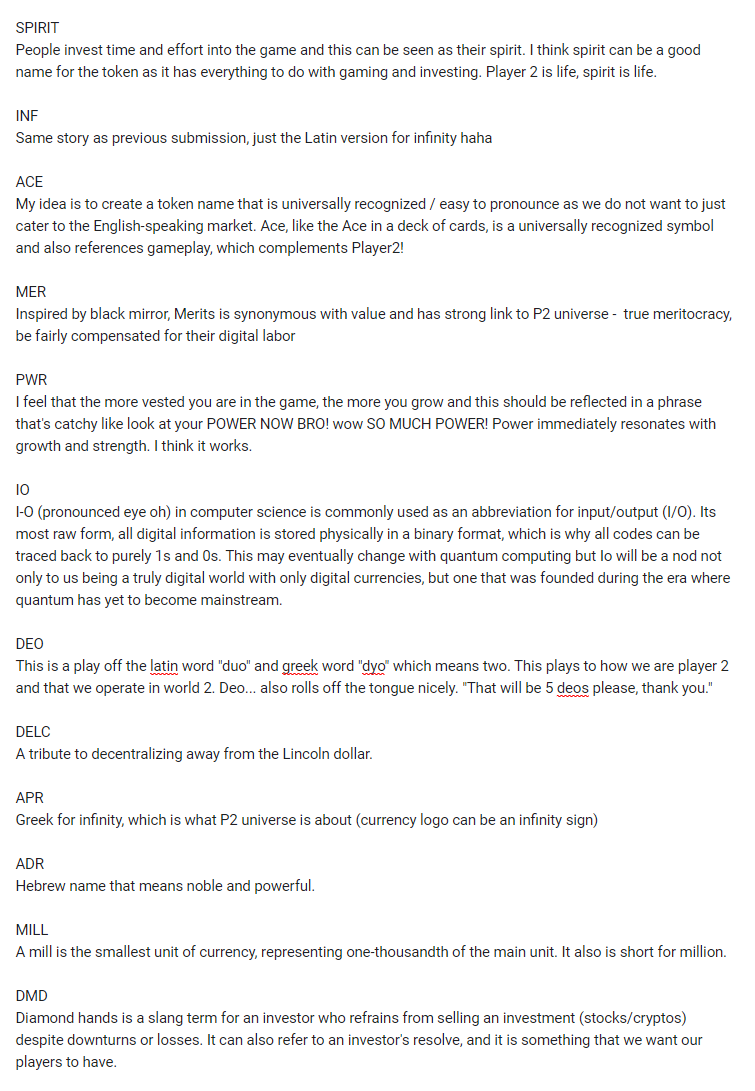 SPIRIT
People invest time and effort into the game and this can be seen as their spirit. I think spirit can be a good
name for the token as it has everything to do with gaming and investing. Player 2 is life, spirit is life.
INF
Same story as previous submission, just the Latin version for infinity haha
ACE
My idea is to create a token name that is universally recognized / easy to pronounce as we do not want to just
cater to the English-speaking market. Ace, like the Ace in a deck of cards, is a universally recognized symbol
and also references gameplay, which complements Player2!
MER
Inspired by black mirror, Merits is synonymous with value and has strong link to P2 universe -  true meritocracy,
be fairly compensated for their digital labor
PWR
I feel that the more vested you are in the game, the more you grow and this should be reflected in a phrase
that's catchy like look at your POWER NOW BRO! wow SO MUCH POWER! Power immediately resonates with
growth and strength. I think it works.
IO
I-O (pronounced eye oh) in computer science is commonly used as an abbreviation for input/output (I/O). Its
most raw form, all digital information is stored physically in a binary format, which is why all codes can be
traced back to purely 1s and 0s. This may eventually change with quantum computing but Io will be a nod not
only to us being a truly digital world with only digital currencies, but one that was founded during the era where
quantum has yet to become mainstream.
DEO
This is a play off the latin word "duo" and greek word "dyo" which means two. This plays to how we are player 2
and that we operate in world 2. Deo... also rolls off the tongue nicely. "That will be 5 deos please, thank you."
DELC
A tribute to decentralizing away from the Lincoln dollar.
APR
Greek for infinity, which is what P2 universe is about (currency logo can be an infinity sign)
ADR
Hebrew name that means noble and powerful.
MILL
A mill is the smallest unit of currency, representing one-thousandth of the main unit. It also is short for million.
DMD
Diamond hands is a slang term for an investor who refrains from selling an investment (stocks/cryptos)
despite downturns or losses. It can also refer to an investor's resolve, and it is something that we want our
players to have.